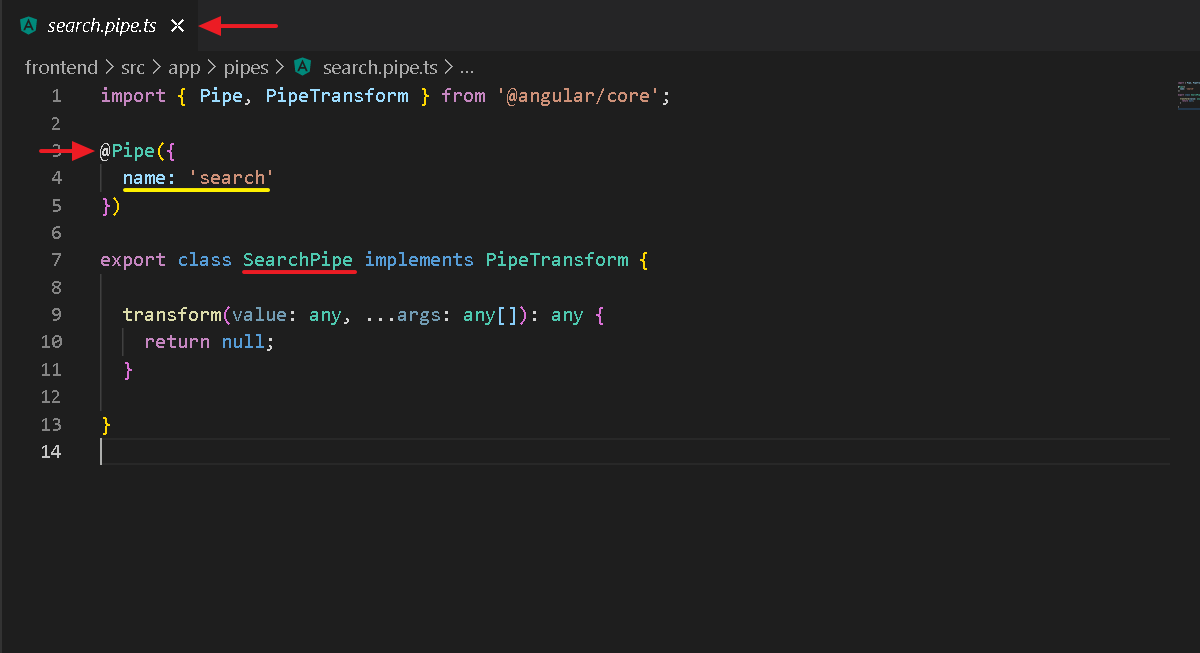 search.pipe.ts
frontend > src > app > pipes > search.pipe.ts > ...
1 import { Pipe, PipeTransform } from '@angular/core';
2
3 @Pipe({
4   name: 'search'
5 })
6
7 export class SearchPipe implements PipeTransform {
8
9   transform(value: any, ...args: any[]): any {
10     return null;
11   }
12
13 }
14